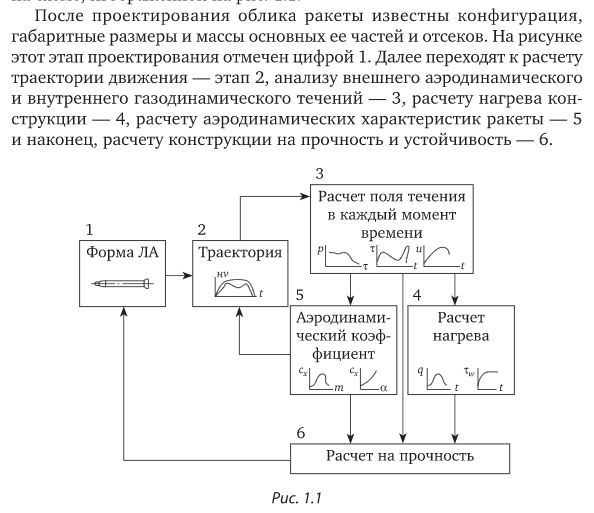 После проектирования облика ракеты известны конфигурация,
габаритные размеры и массы основных ее частей и отсеков. На рисунке
этот этап проектирования отмечен цифрой 1. Далее переходят к расчету
траектории движения — этап 2, анализу внешнего аэродинамического
и внутреннего газодинамического течений — 3, расчету нагрева кон-
струкции — 4, расчету аэродинамических характеристик ракеты — 5
и наконец, расчету конструкции на прочность и устойчивость — 6.
3
Расчет поля течения
в каждый момент
времени
p
τ
τ
t
u
t
1
Форма ЛА
2
Траектория
HV
t
5
Аэродинами-
ческий коэф-
фициент
cx
m
cx
α
4
Расчет
нагрева
q
t
τw
t
6
Расчет на прочность
Рис. 1.1